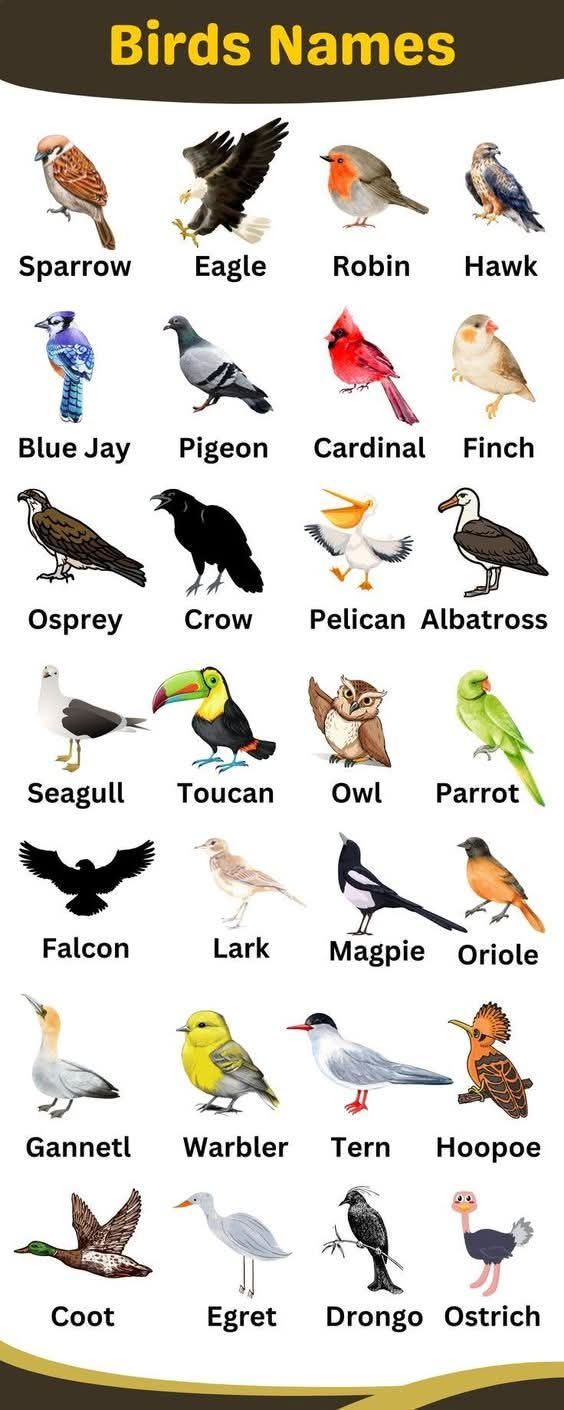 Birds Names
Sparrow Eagle Robin Hawk
Blue Jay Pigeon Cardinal Finch
Osprey Crow Pelican Albatross
Seagull Toucan Owl Parrot
Falcon Lark Magpie Oriole
Gannetl Warbler Tern Hoopoe
Coot Egret Drongo Ostrich